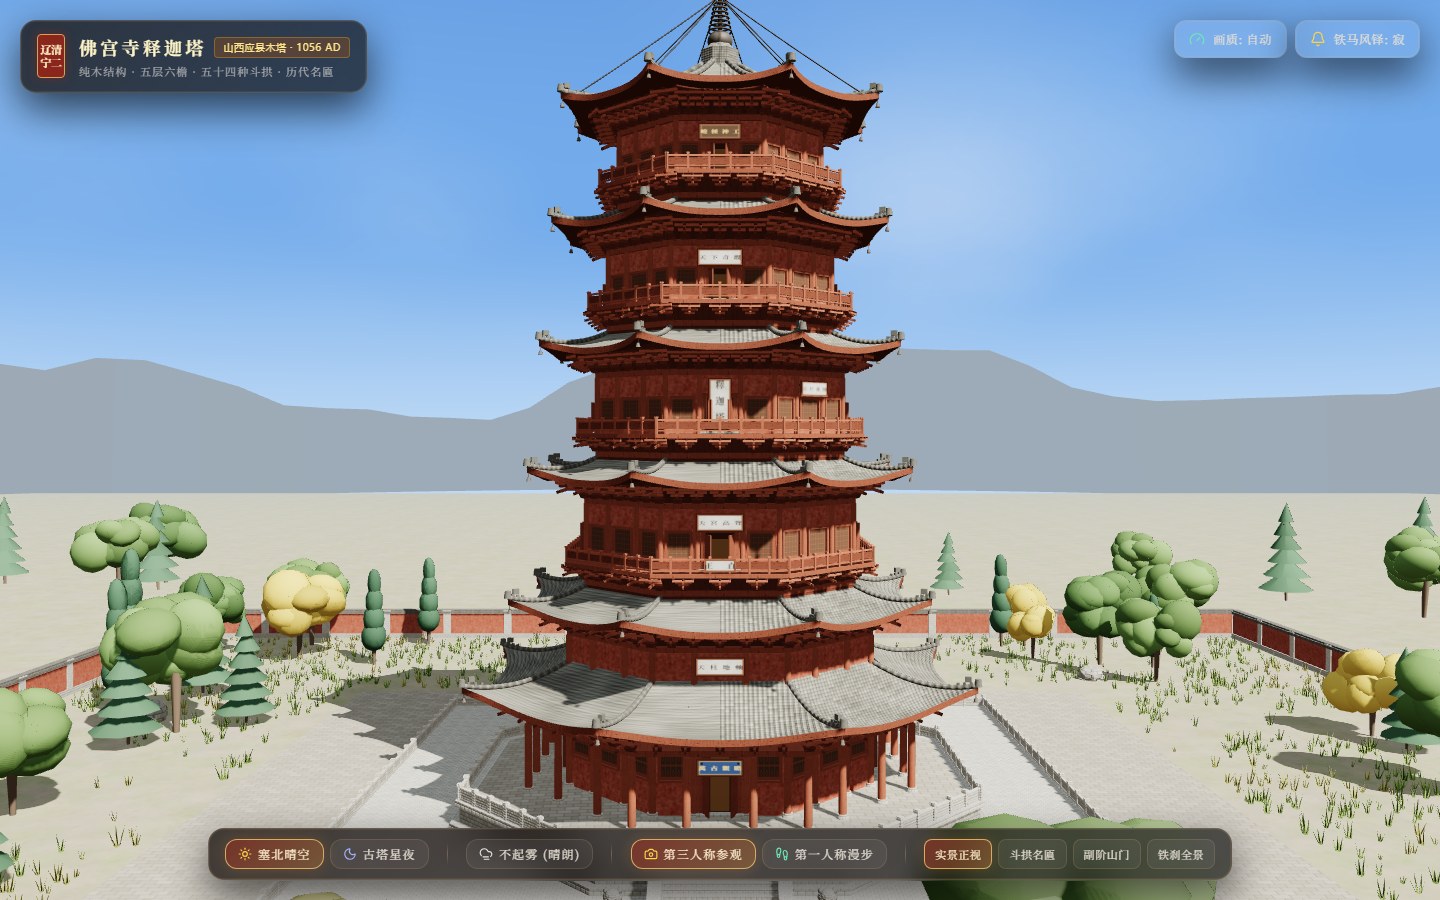 辽清
宁二
佛宫寺释迦塔
山西应县木塔 · 1056 AD
纯木结构 · 五层六檐 · 五十四种斗拱 · 历代名匾
画质: 自动
铁马风铎: 寂
释
迦
塔
塞北晴空
古塔星夜
不起雾 (晴朗)
第三人称参观
第一人称漫步
实景正视
斗拱名匾
副阶山门
铁刹全景